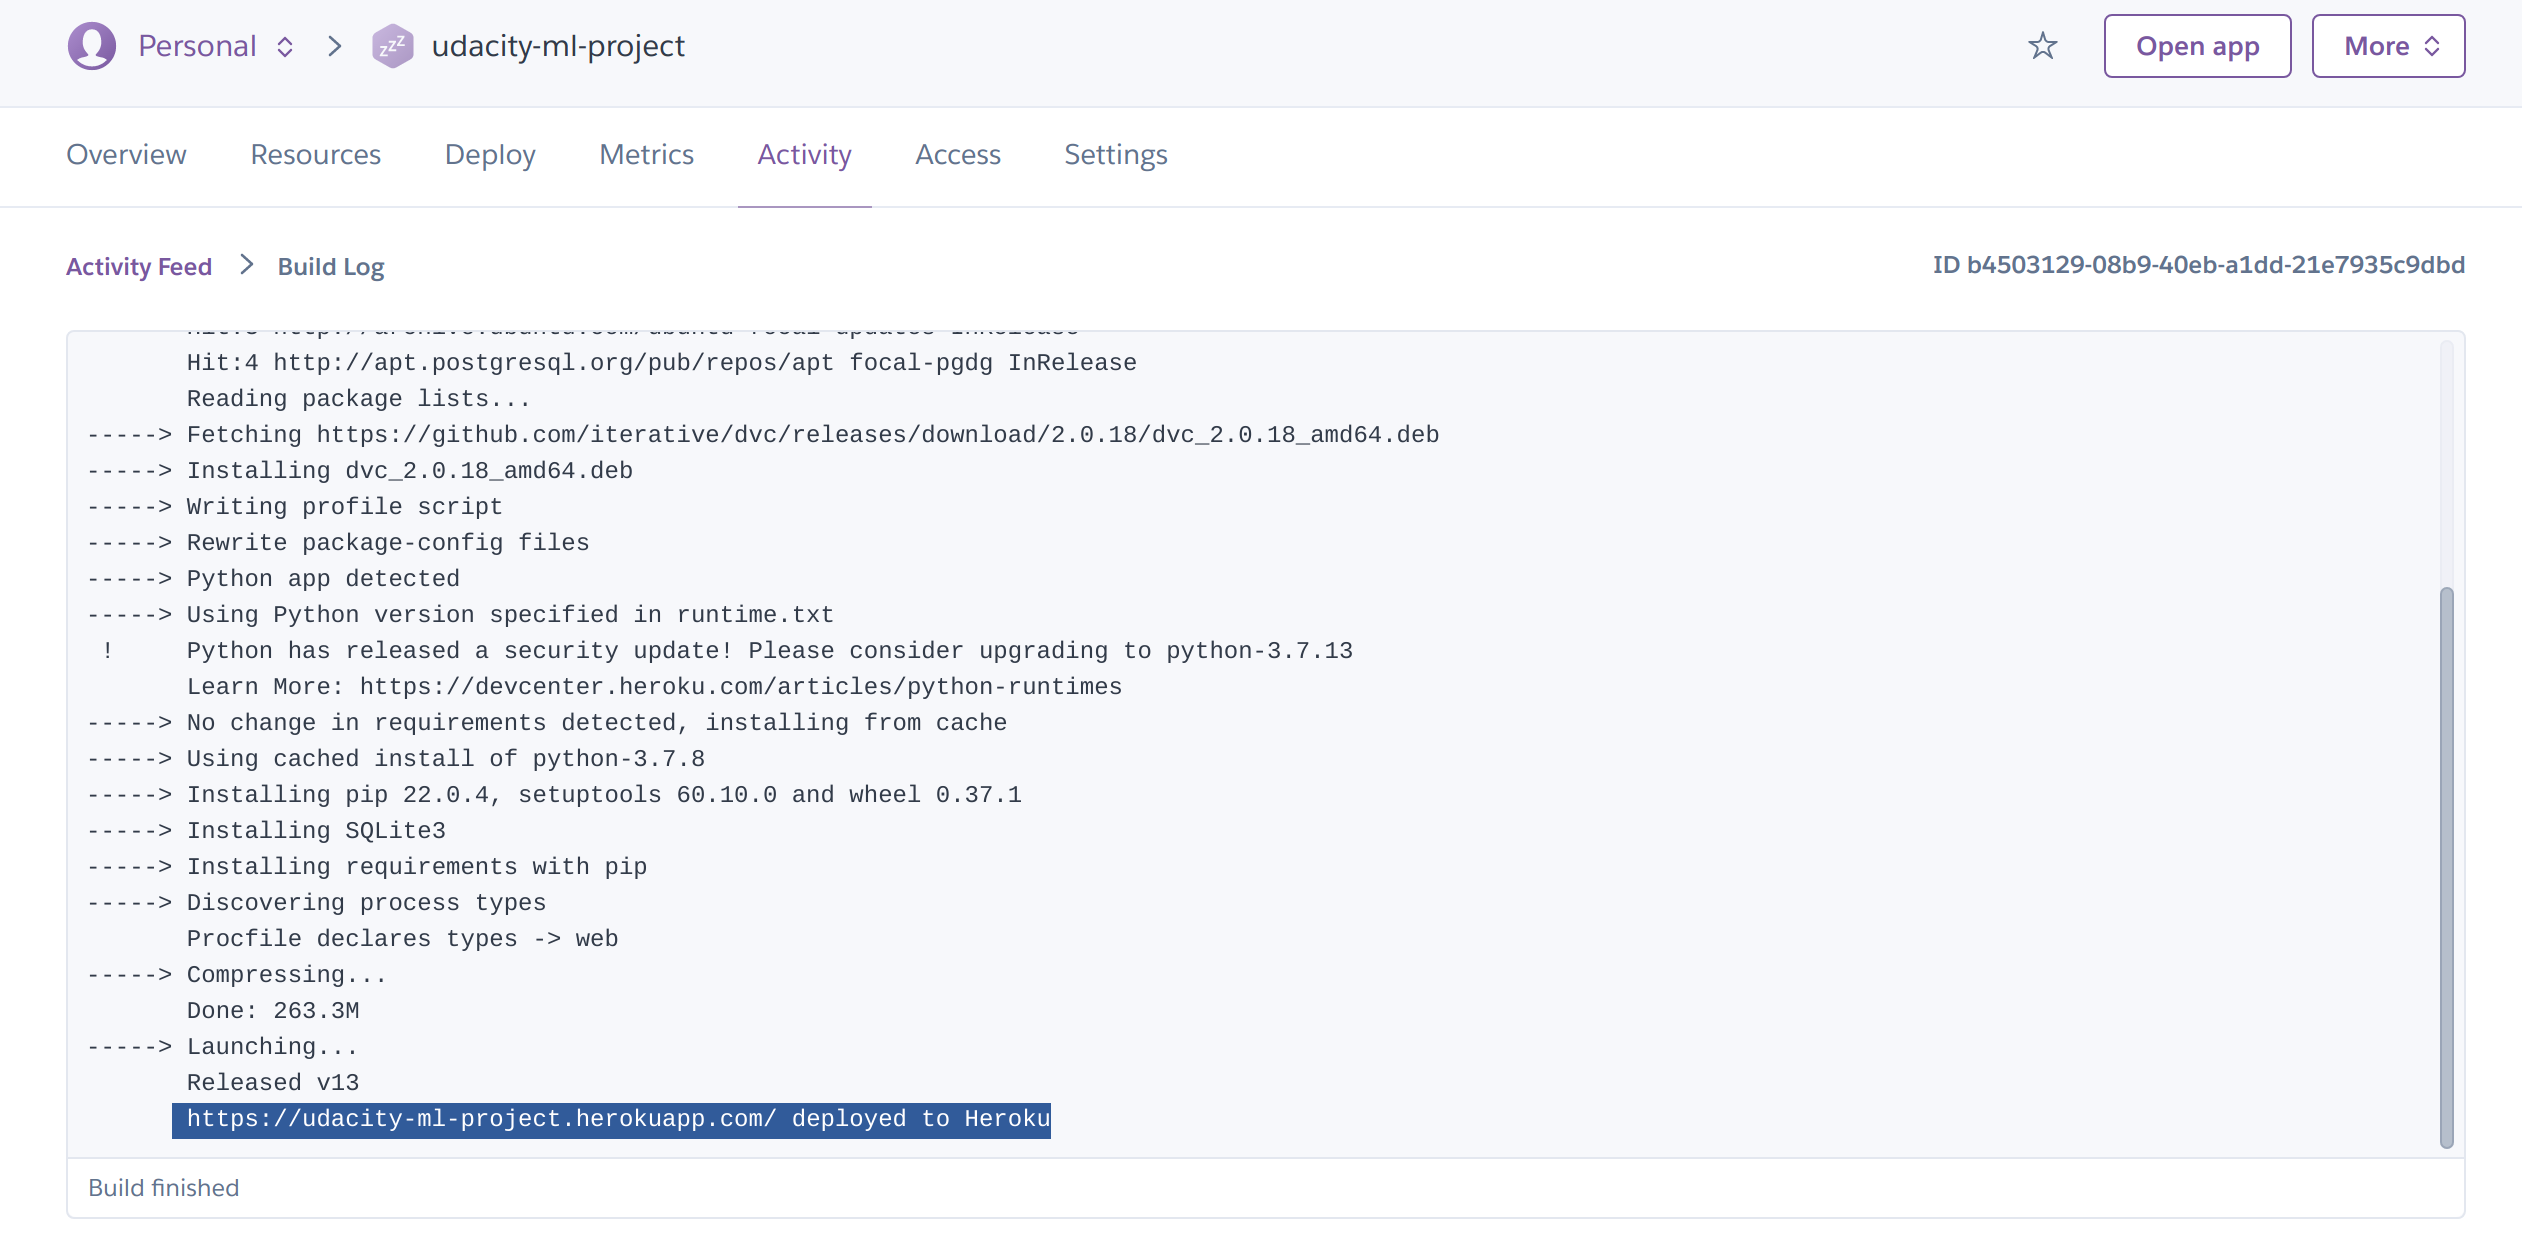 Personal udacity-ml-project Open app More
Overview Resources Deploy Metrics Activity Access Settings
Activity Feed > Build Log ID b4503129-08b9-40eb-a1dd-21e7935c9dbd
Hit:4 http://apt.postgresql.org/pub/repos/apt focal-pgdg InRelease
Reading package lists...
-----> Fetching https://github.com/iterative/dvc/releases/download/2.0.18/dvc_2.0.18_amd64.deb
-----> Installing dvc_2.0.18_amd64.deb
-----> Writing profile script
-----> Rewrite package-config files
-----> Python app detected
-----> Using Python version specified in runtime.txt
! Python has released a security update! Please consider upgrading to python-3.7.13
Learn More: https://devcenter.heroku.com/articles/python-runtimes
-----> No change in requirements detected, installing from cache
-----> Using cached install of python-3.7.8
-----> Installing pip 22.0.4, setuptools 60.10.0 and wheel 0.37.1
-----> Installing SQLite3
-----> Installing requirements with pip
-----> Discovering process types
Procfile declares types -> web
-----> Compressing...
Done: 263.3M
-----> Launching...
Released v13
https://udacity-ml-project.herokuapp.com/ deployed to Heroku
Build finished